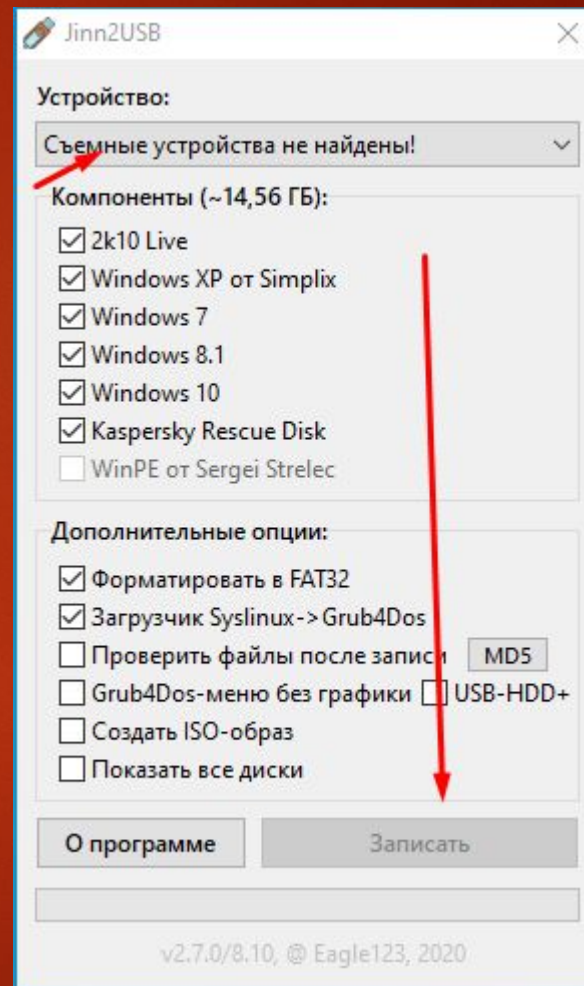 Jinn2USB
Устройство:
Съемные устройства не найдены!
Компоненты (~14,56 ГБ):
2k10 Live
Windows XP от Simplix
Windows 7
Windows 8.1
Windows 10
Kaspersky Rescue Disk
WinPE от Sergei Strelec
Дополнительные опции:
Форматировать в FAT32
Загрузчик Syslinux->Grub4Dos
Проверить файлы после записи MD5
Grub4Dos-меню без графики USB-HDD+
Создать ISO-образ
Показать все диски
О программе Записать
v2.7.0/8.10, @ Eagle123, 2020